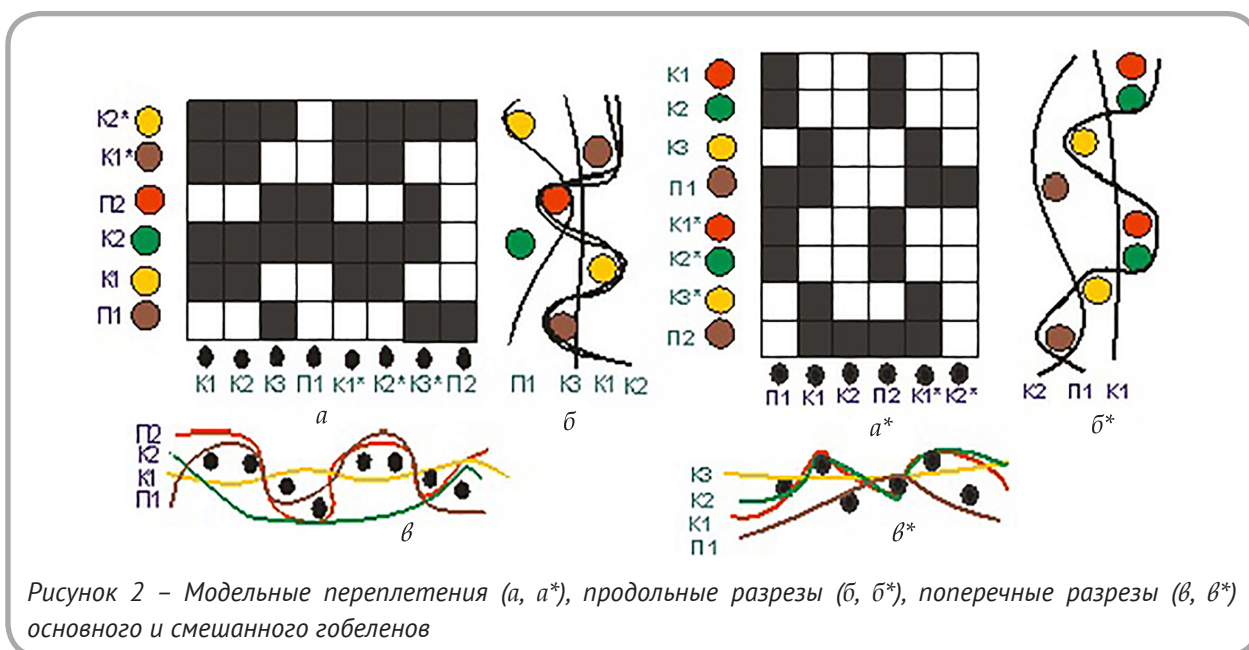 К2*
К1*
П2
К2
К1
П1
К1 К2 К3 П1 К1* К2* К3* П2
а
П1 К3 К1 К2
б
К1
К2
К3
П1
К1*
К2*
К3*
П2
П1 К1 К2 П2 К1* К2*
а*
К2 П1 К1
б*
П2
К2
К1
П1
в
К3
К2
К1
П1
в*
Рисунок 2 – Модельные переплетения (а, а*), продольные разрезы (б, б*), поперечные разрезы (в, в*)
основного и смешанного гобеленов